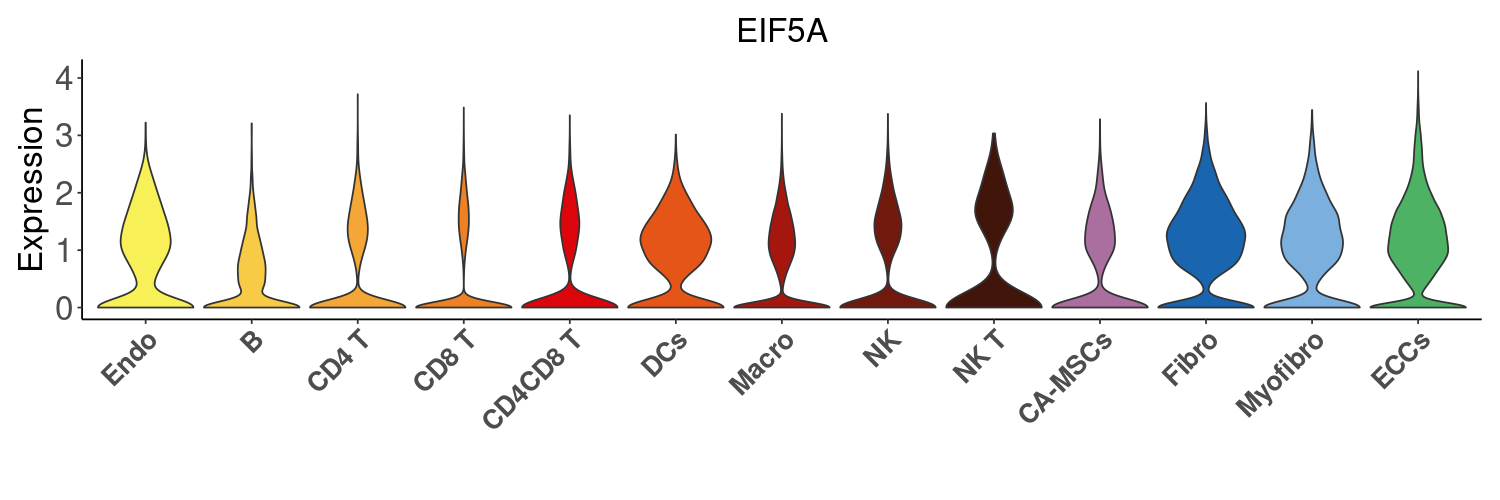 EIF5A
Expression
4
3
2
1
0
Endo
B
CD4 T
CD8 T
CD4CD8 T
DCs
Macro
NK
NK T
CA-MSCs
Fibro
Myofibro
ECCs